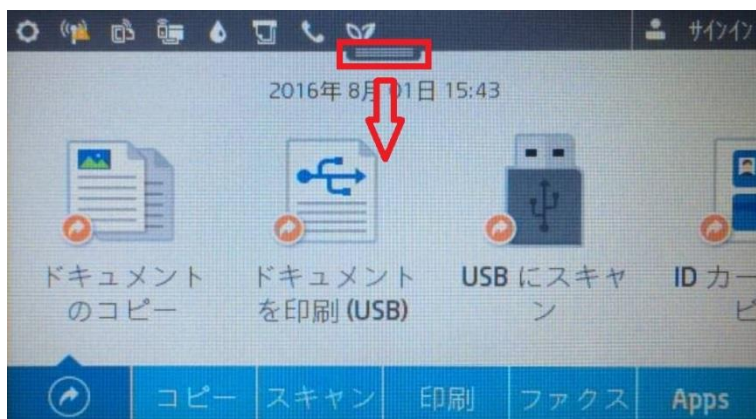 サインイン
2016年 8月 01日 15:43
ドキュメント
のコピー
ドキュメント
を印刷 (USB)
USB にスキャ
ン
ID カー
ピ
コピー
スキャン
印刷
ファクス
Apps